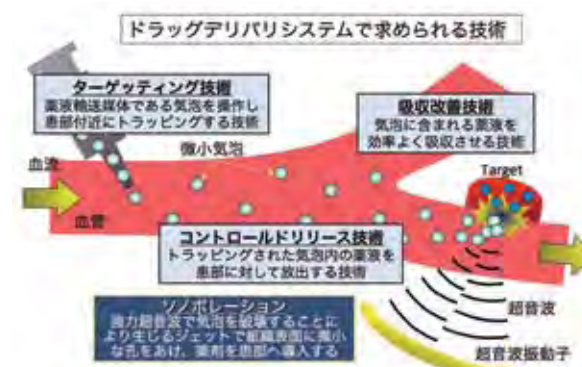 ドラッグデリバリシステムで求められる技術
ターゲッティング技術
薬液輸送媒体である気泡を操作し
患部付近にトラッピングする技術
吸収改善技術
気泡に含まれる薬液を
効率よく吸収させる技術
微小気泡
血流
Target
血管
コントロールドリリース技術
トラッピングされた気泡内の薬液を
患部に対して放出する技術
ソノポレーション
強力超音波で気泡を破壊することに
より生じるジェットで組織表面に微小
な孔をあけ、薬剤を患部へ導入する
超音波
超音波振動子